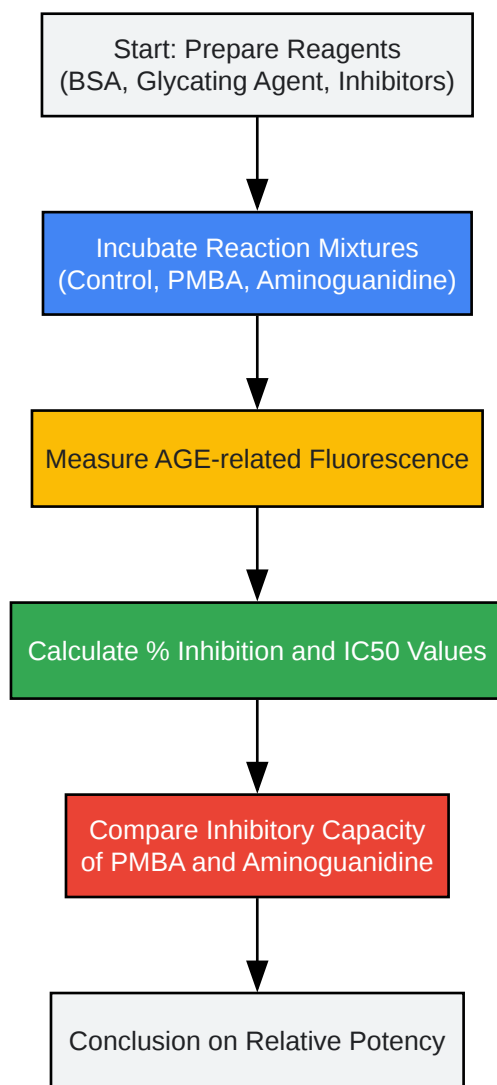 Start: Prepare Reagents
(BSA, Glycating Agent, Inhibitors)
Incubate Reaction Mixtures
(Control, PMBA, Aminoguanidine)
Measure AGE-related Fluorescence
Calculate % Inhibition and IC50 Values
Compare Inhibitory Capacity
of PMBA and Aminoguanidine
Conclusion on Relative Potency